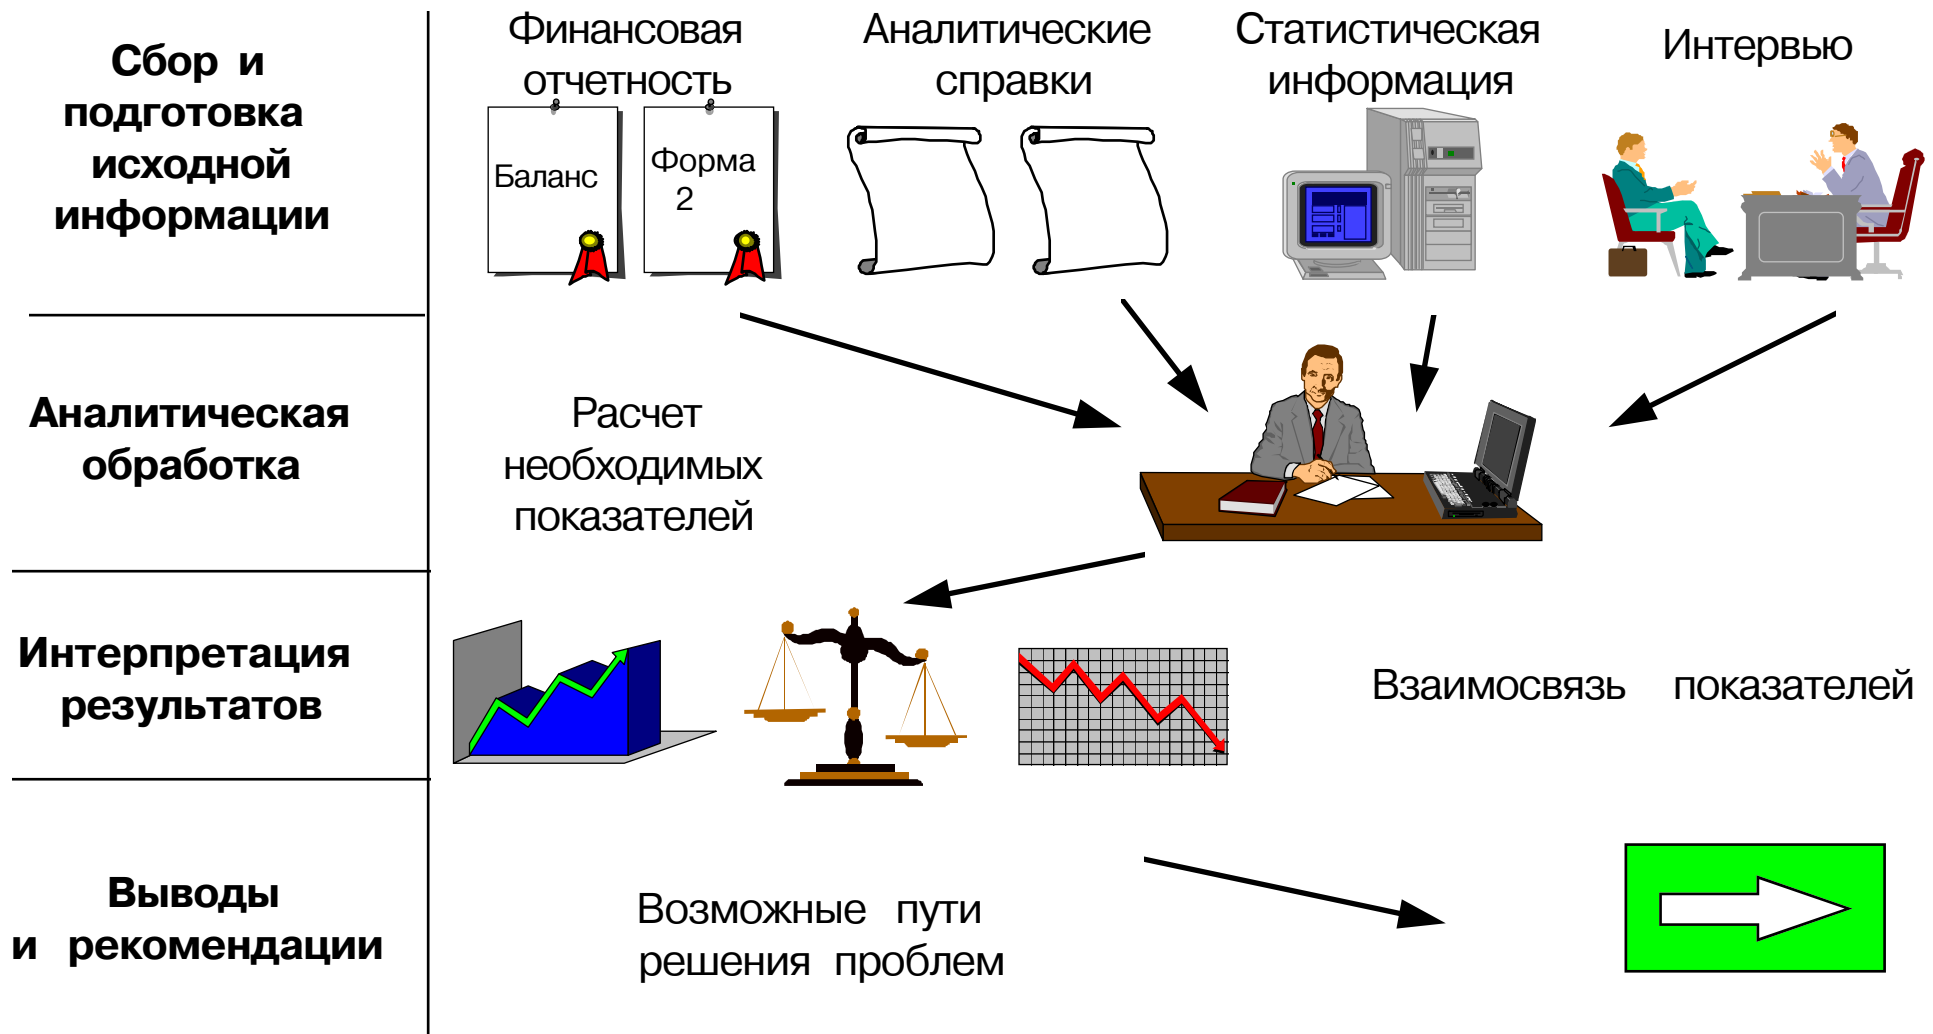 Сбор и
подготовка
исходной
информации
Финансовая
отчетность
Баланс
Форма
2
Аналитические
справки
Статистическая
информация
Интервью
Аналитическая
обработка
Расчет
необходимых
показателей
Интерпретация
результатов
Взаимосвязь показателей
Выводы
и рекомендации
Возможные пути
решения проблем